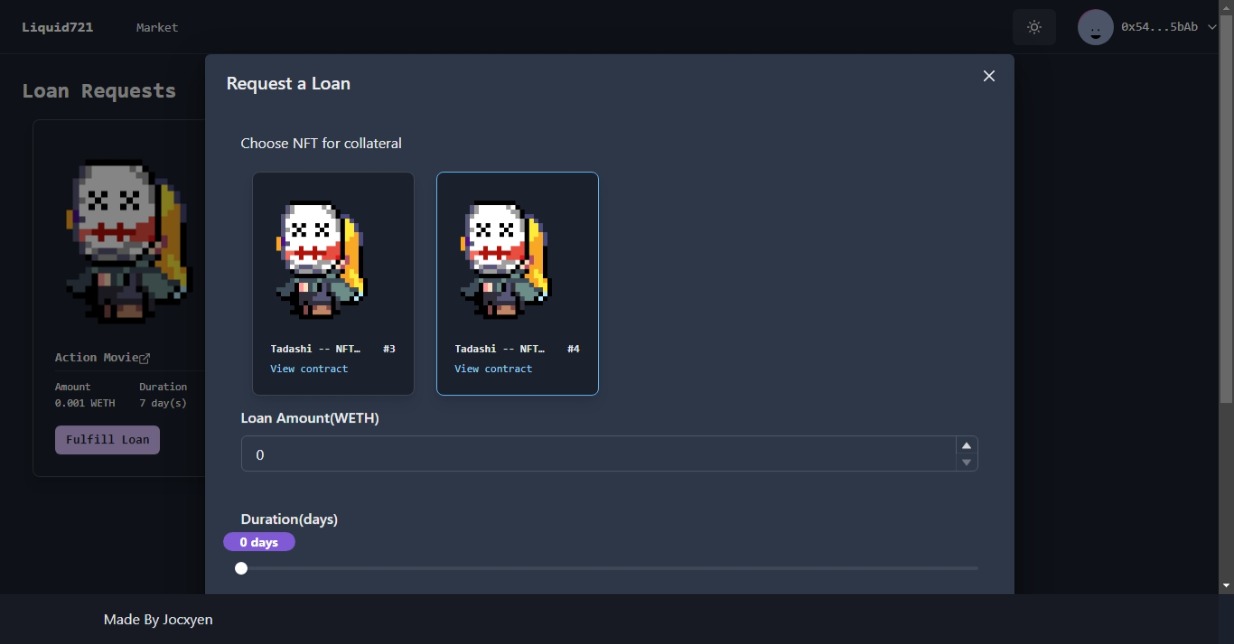 Liquid721
Market
0x54...5bAb
Loan Requests
Request a Loan
Choose NFT for collateral
Tadashi -- NFT… #3
View contract
Tadashi -- NFT… #4
View contract
Action Movie
Amount Duration
0.001 WETH 7 day(s)
Fulfill Loan
Loan Amount(WETH)
0
Duration(days)
0 days
Made By Jocxyen